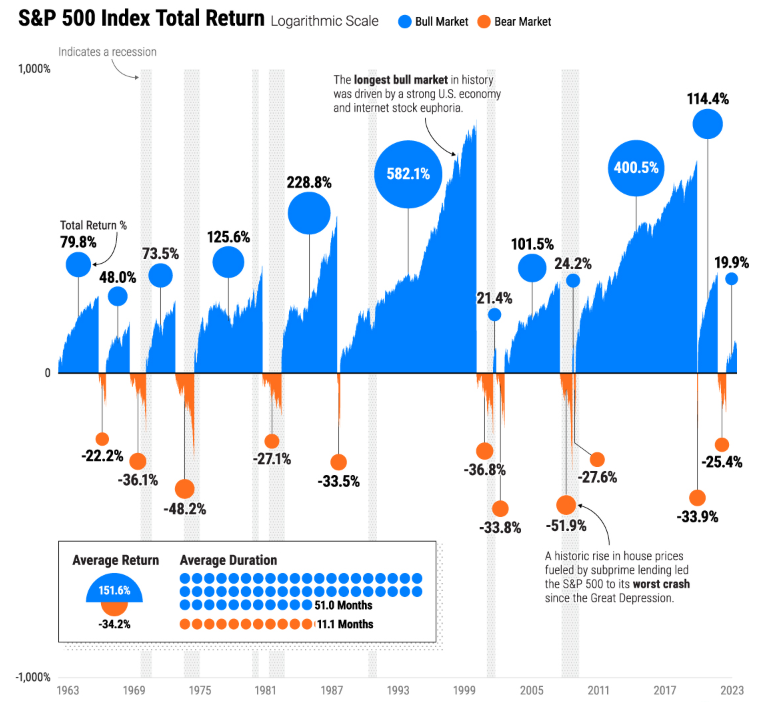 S&P 500 Index Total Return Logarithmic Scale Bull Market Bear Market
Indicates a recession
1,000%
The longest bull market in history
was driven by a strong U.S. economy
and internet stock euphoria.
114.4%
582.1%
400.5%
228.8%
Total Return %
79.8%
48.0%
73.5%
125.6%
101.5%
24.2%
19.9%
21.4%
0
-22.2%
-36.1%
-48.2%
-27.1%
-33.5%
-36.8%
-33.8%
-51.9%
-27.6%
-33.9%
-25.4%
A historic rise in house prices
fueled by subprime lending led
the S&P 500 to its worst crash
since the Great Depression.
Average Return
151.6%
-34.2%
Average Duration
51.0 Months
11.1 Months
-1,000%
1963 1969 1975 1981 1987 1993 1999 2005 2011 2017 2023